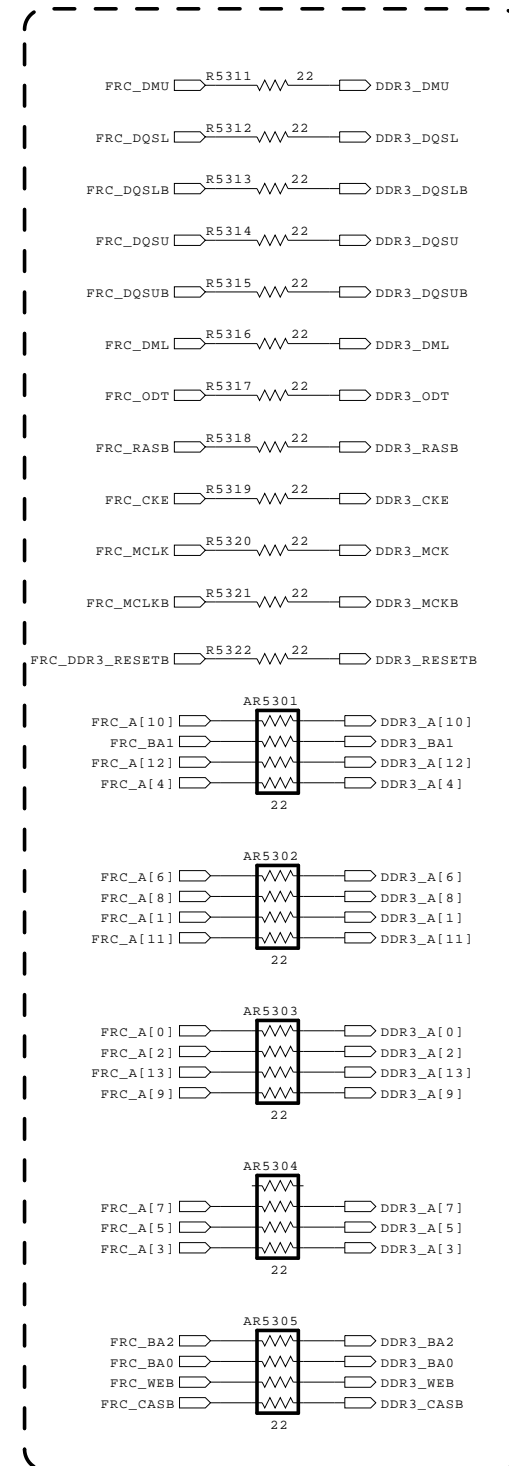 FRC_DMU R5311 22 DDR3_DMU
FRC_DQSL R5312 22 DDR3_DQSL
FRC_DQSLB R5313 22 DDR3_DQSLB
FRC_DQSU R5314 22 DDR3_DQSU
FRC_DQSUB R5315 22 DDR3_DQSUB
FRC_DML R5316 22 DDR3_DML
FRC_ODT R5317 22 DDR3_ODT
FRC_RASB R5318 22 DDR3_RASB
FRC_CKE R5319 22 DDR3_CKE
FRC_MCLK R5320 22 DDR3_MCK
FRC_MCLKB R5321 22 DDR3_MCKB
FRC_DDR3_RESETB R5322 22 DDR3_RESETB
AR5301
FRC_A[10] DDR3_A[10]
FRC_BA1 DDR3_BA1
FRC_A[12] DDR3_A[12]
FRC_A[4] DDR3_A[4]
22
AR5302
FRC_A[6] DDR3_A[6]
FRC_A[8] DDR3_A[8]
FRC_A[1] DDR3_A[1]
FRC_A[11] DDR3_A[11]
22
AR5303
FRC_A[0] DDR3_A[0]
FRC_A[2] DDR3_A[2]
FRC_A[13] DDR3_A[13]
FRC_A[9] DDR3_A[9]
22
AR5304
FRC_A[7] DDR3_A[7]
FRC_A[5] DDR3_A[5]
FRC_A[3] DDR3_A[3]
22
AR5305
FRC_BA2 DDR3_BA2
FRC_BA0 DDR3_BA0
FRC_WEB DDR3_WEB
FRC_CASB DDR3_CASB
22